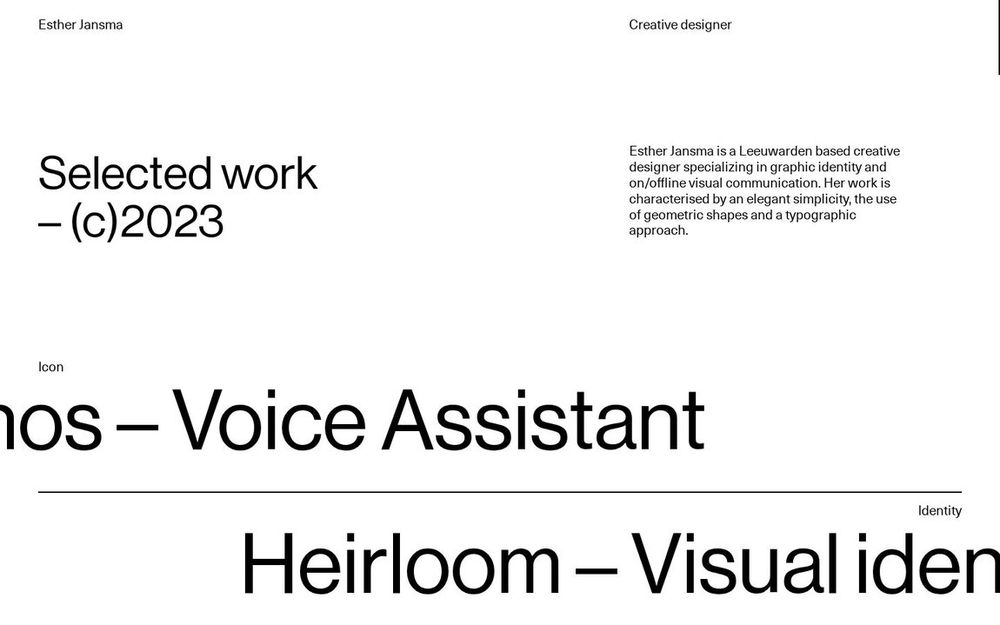 Esther Jansma
Creative designer
Selected work
– (c)2023
Esther Jansma is a Leeuwarden based creative
designer specializing in graphic identity and
on/offline visual communication. Her work is
characterised by an elegant simplicity, the use
of geometric shapes and a typographic
approach.
Icon
– Voice Assistant
Identity
Heirloom – Visual